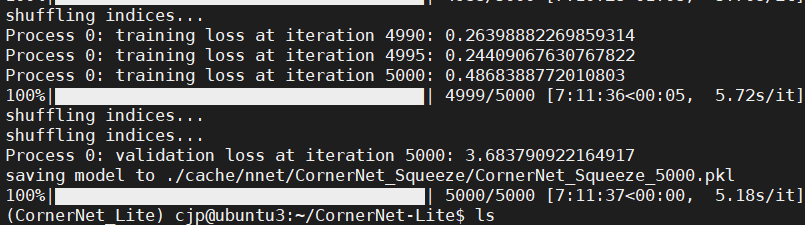 shuffling indices...
Process 0: training loss at iteration 4990: 0.26398882269859314
Process 0: training loss at iteration 4995: 0.24409067630767822
Process 0: training loss at iteration 5000: 0.4868388772010803
100%| | 4999/5000 [7:11:36<00:05, 5.72s/it]
shuffling indices...
shuffling indices...
Process 0: validation loss at iteration 5000: 3.683790922164917
saving model to ./cache/nnet/CornerNet_Squeeze/CornerNet_Squeeze_5000.pkl
100%| | 5000/5000 [7:11:37<00:00, 5.18s/it]
(CornerNet_Lite) cjp@ubuntu3:~/CornerNet-Lite$ ls